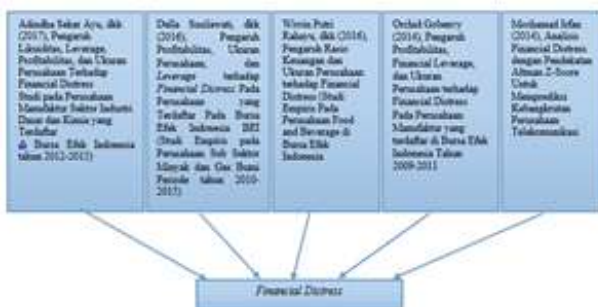 Adindha Sekar Ayu, dkk
(2017), Pengaruh
Likuiditas, Leverage,
Profitabilitas, dan Ukuran
Perusahaan Terhadap
Financial Distress
Studi pada Perusahaan
Manufaktur Sektor Industri
Dasar dan Kimia yang
Terdaftar
di Bursa Efek Indonesia
tahun 2012-2015)
Susilawati, dkk
(2016), Pengaruh
Profitabilitas, Ukuran
Perusahaan, dan
Leverage terhadap
Financial Distress Pada
Perusahaan yang
Terdaftar Pada Bursa
Efek Indonesia BEI
(Studi Empiris pada
Perusahaan Sub Sektor
Minyak dan Gas Bumi
Periode tahun 2010-
2015)
Putri
Rahayu, dkk (2016),
Pengaruh Rasio
Keuangan dan
Ukuran Perusahaan
terhadap Financial
Distress (Studi
Empiris Pada
Perusahaan Food
and Beverage di
Bursa Efek
Indonesia
Orchid Gobenvy
(2014), Pengaruh
Profitabilitas,
Financial Leverage,
dan Ukuran
Perusahaan terhadap
Financial Distress
Pada Perusahaan
Manufaktur yang
terdaftar di Bursa Efek
Indonesia Tahun
2009-2011
Mochamad Irfan
(2014), Analisis
Financial Distress
dengan Pendekatan
Altman Z-Score
Untuk
Memprediksi
Kebangkrutan
Perusahaan
Telekomunikasi
Financial Distress